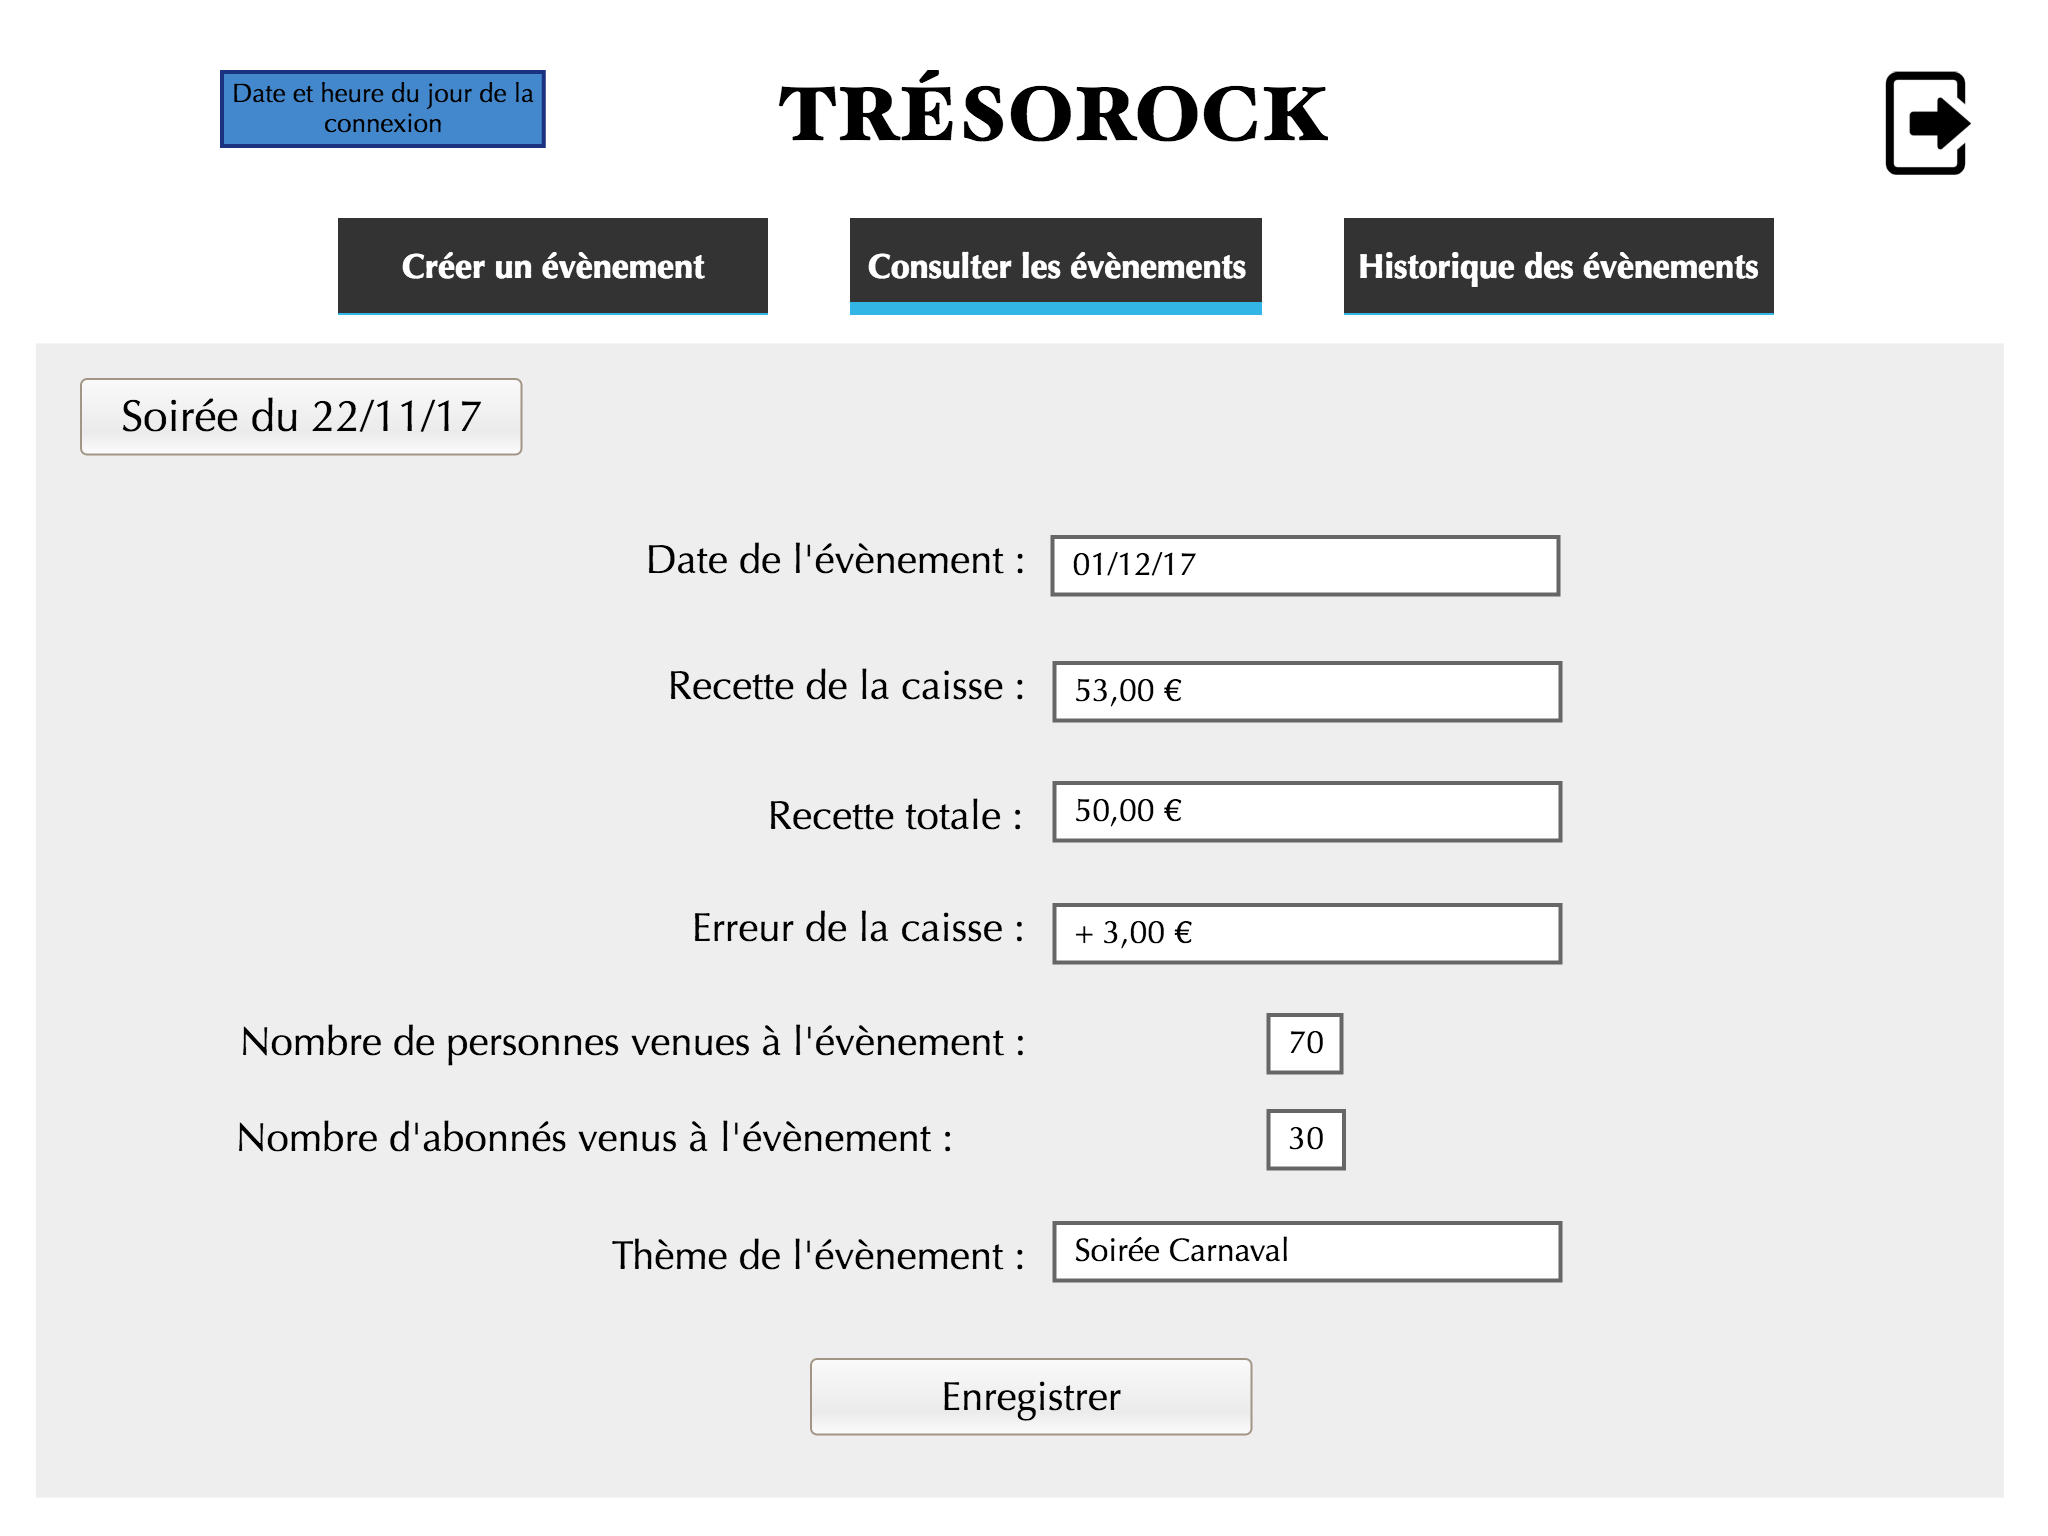 Date et heure du jour de la
connexion
TRÉSOROCK
Créer un évènement
Consulter les évènements
Historique des évènements
Soirée du 22/11/17
Date de l'évènement :
01/12/17
Recette de la caisse :
53,00 €
Recette totale :
50,00 €
Erreur de la caisse :
+ 3,00 €
Nombre de personnes venues à l'évènement :
70
Nombre d'abonnés venus à l'évènement :
30
Thème de l'évènement :
Soirée Carnaval
Enregistrer